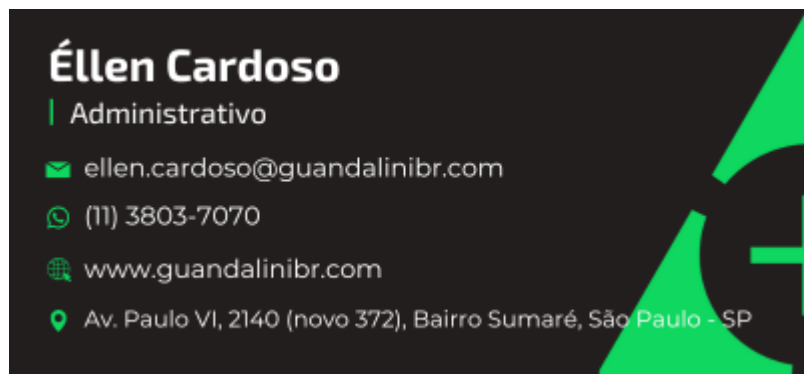 Éllen Cardoso
Administrativo
ellen.cardoso@guandalinibr.com
(11) 3803-7070
www.guandalinibr.com
Av. Paulo VI, 2140 (novo 372), Bairro Sumaré, São Paulo - SP